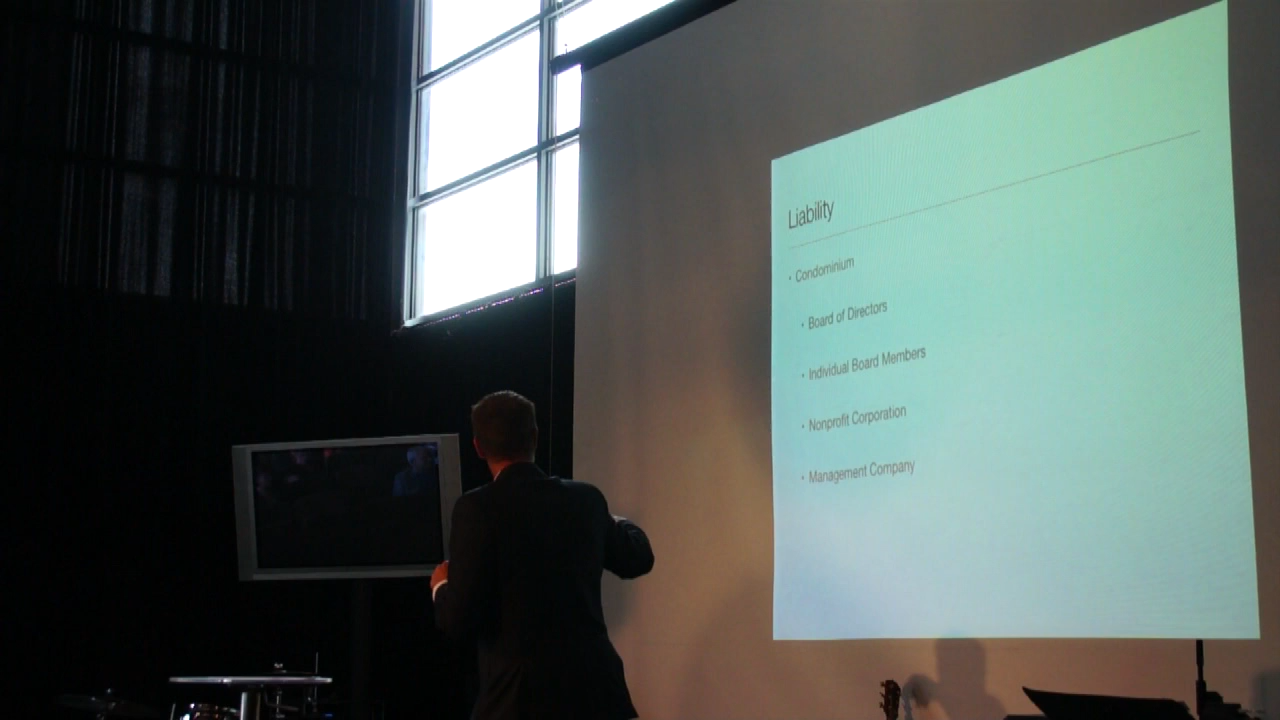 Liability
• Condominium
• Board of Directors
• Individual Board Members
• Nonprofit Corporation
• Management Company